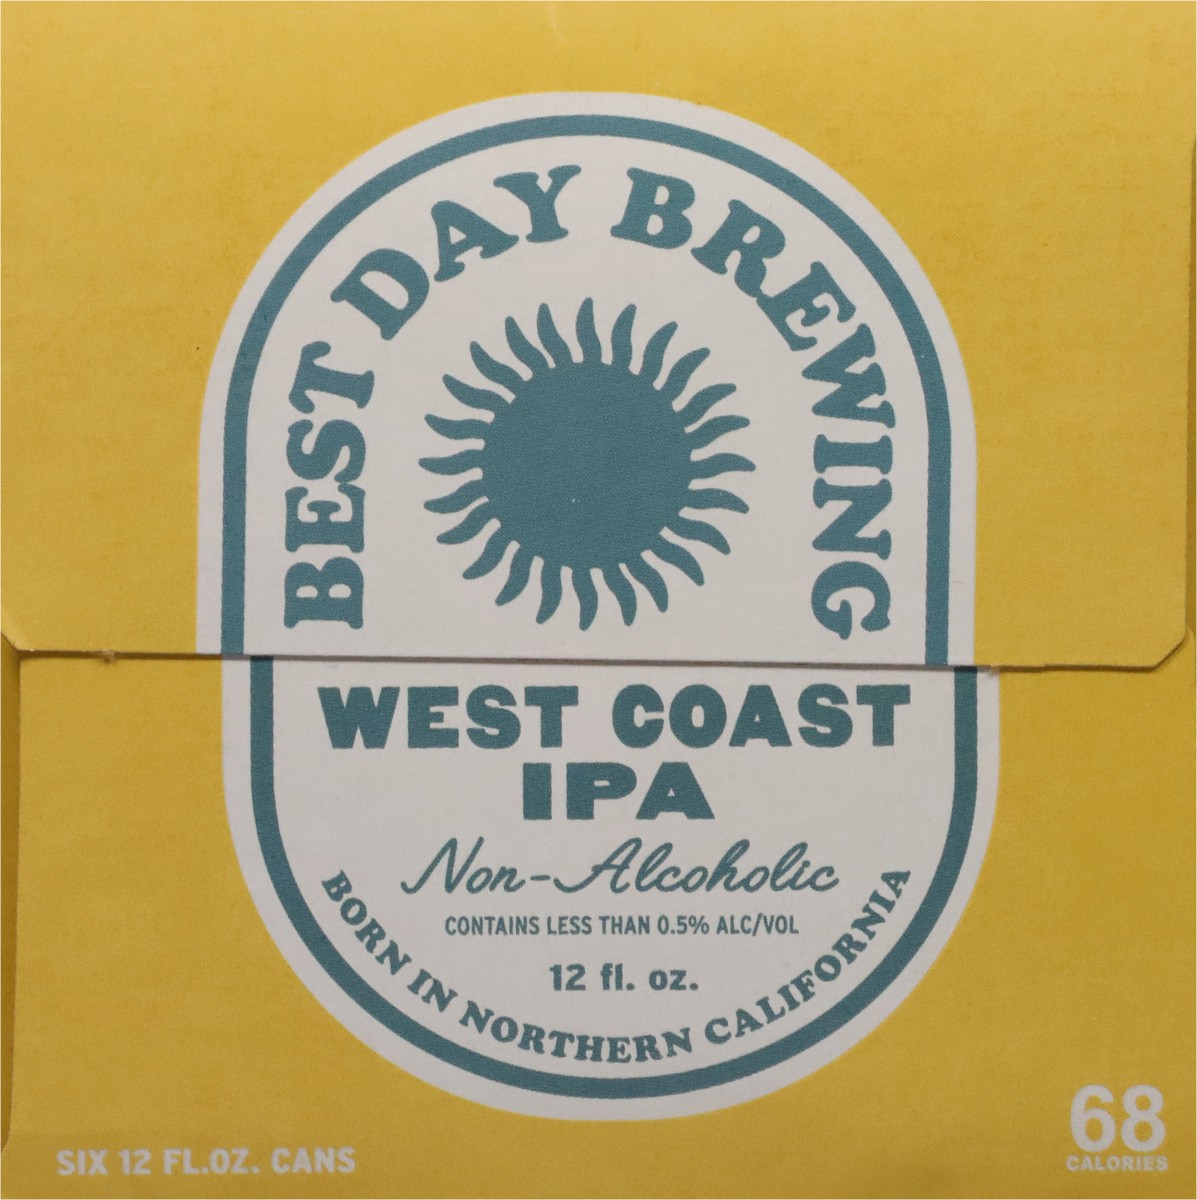 BEST DAY BREWING
WEST COAST
IPA
Non-Alcoholic
CONTAINS LESS THAN 0.5% ALC/VOL
12 fl. oz.
BORN IN NORTHERN CALIFORNIA
SIX 12 FL.OZ. CANS
68
CALORIES